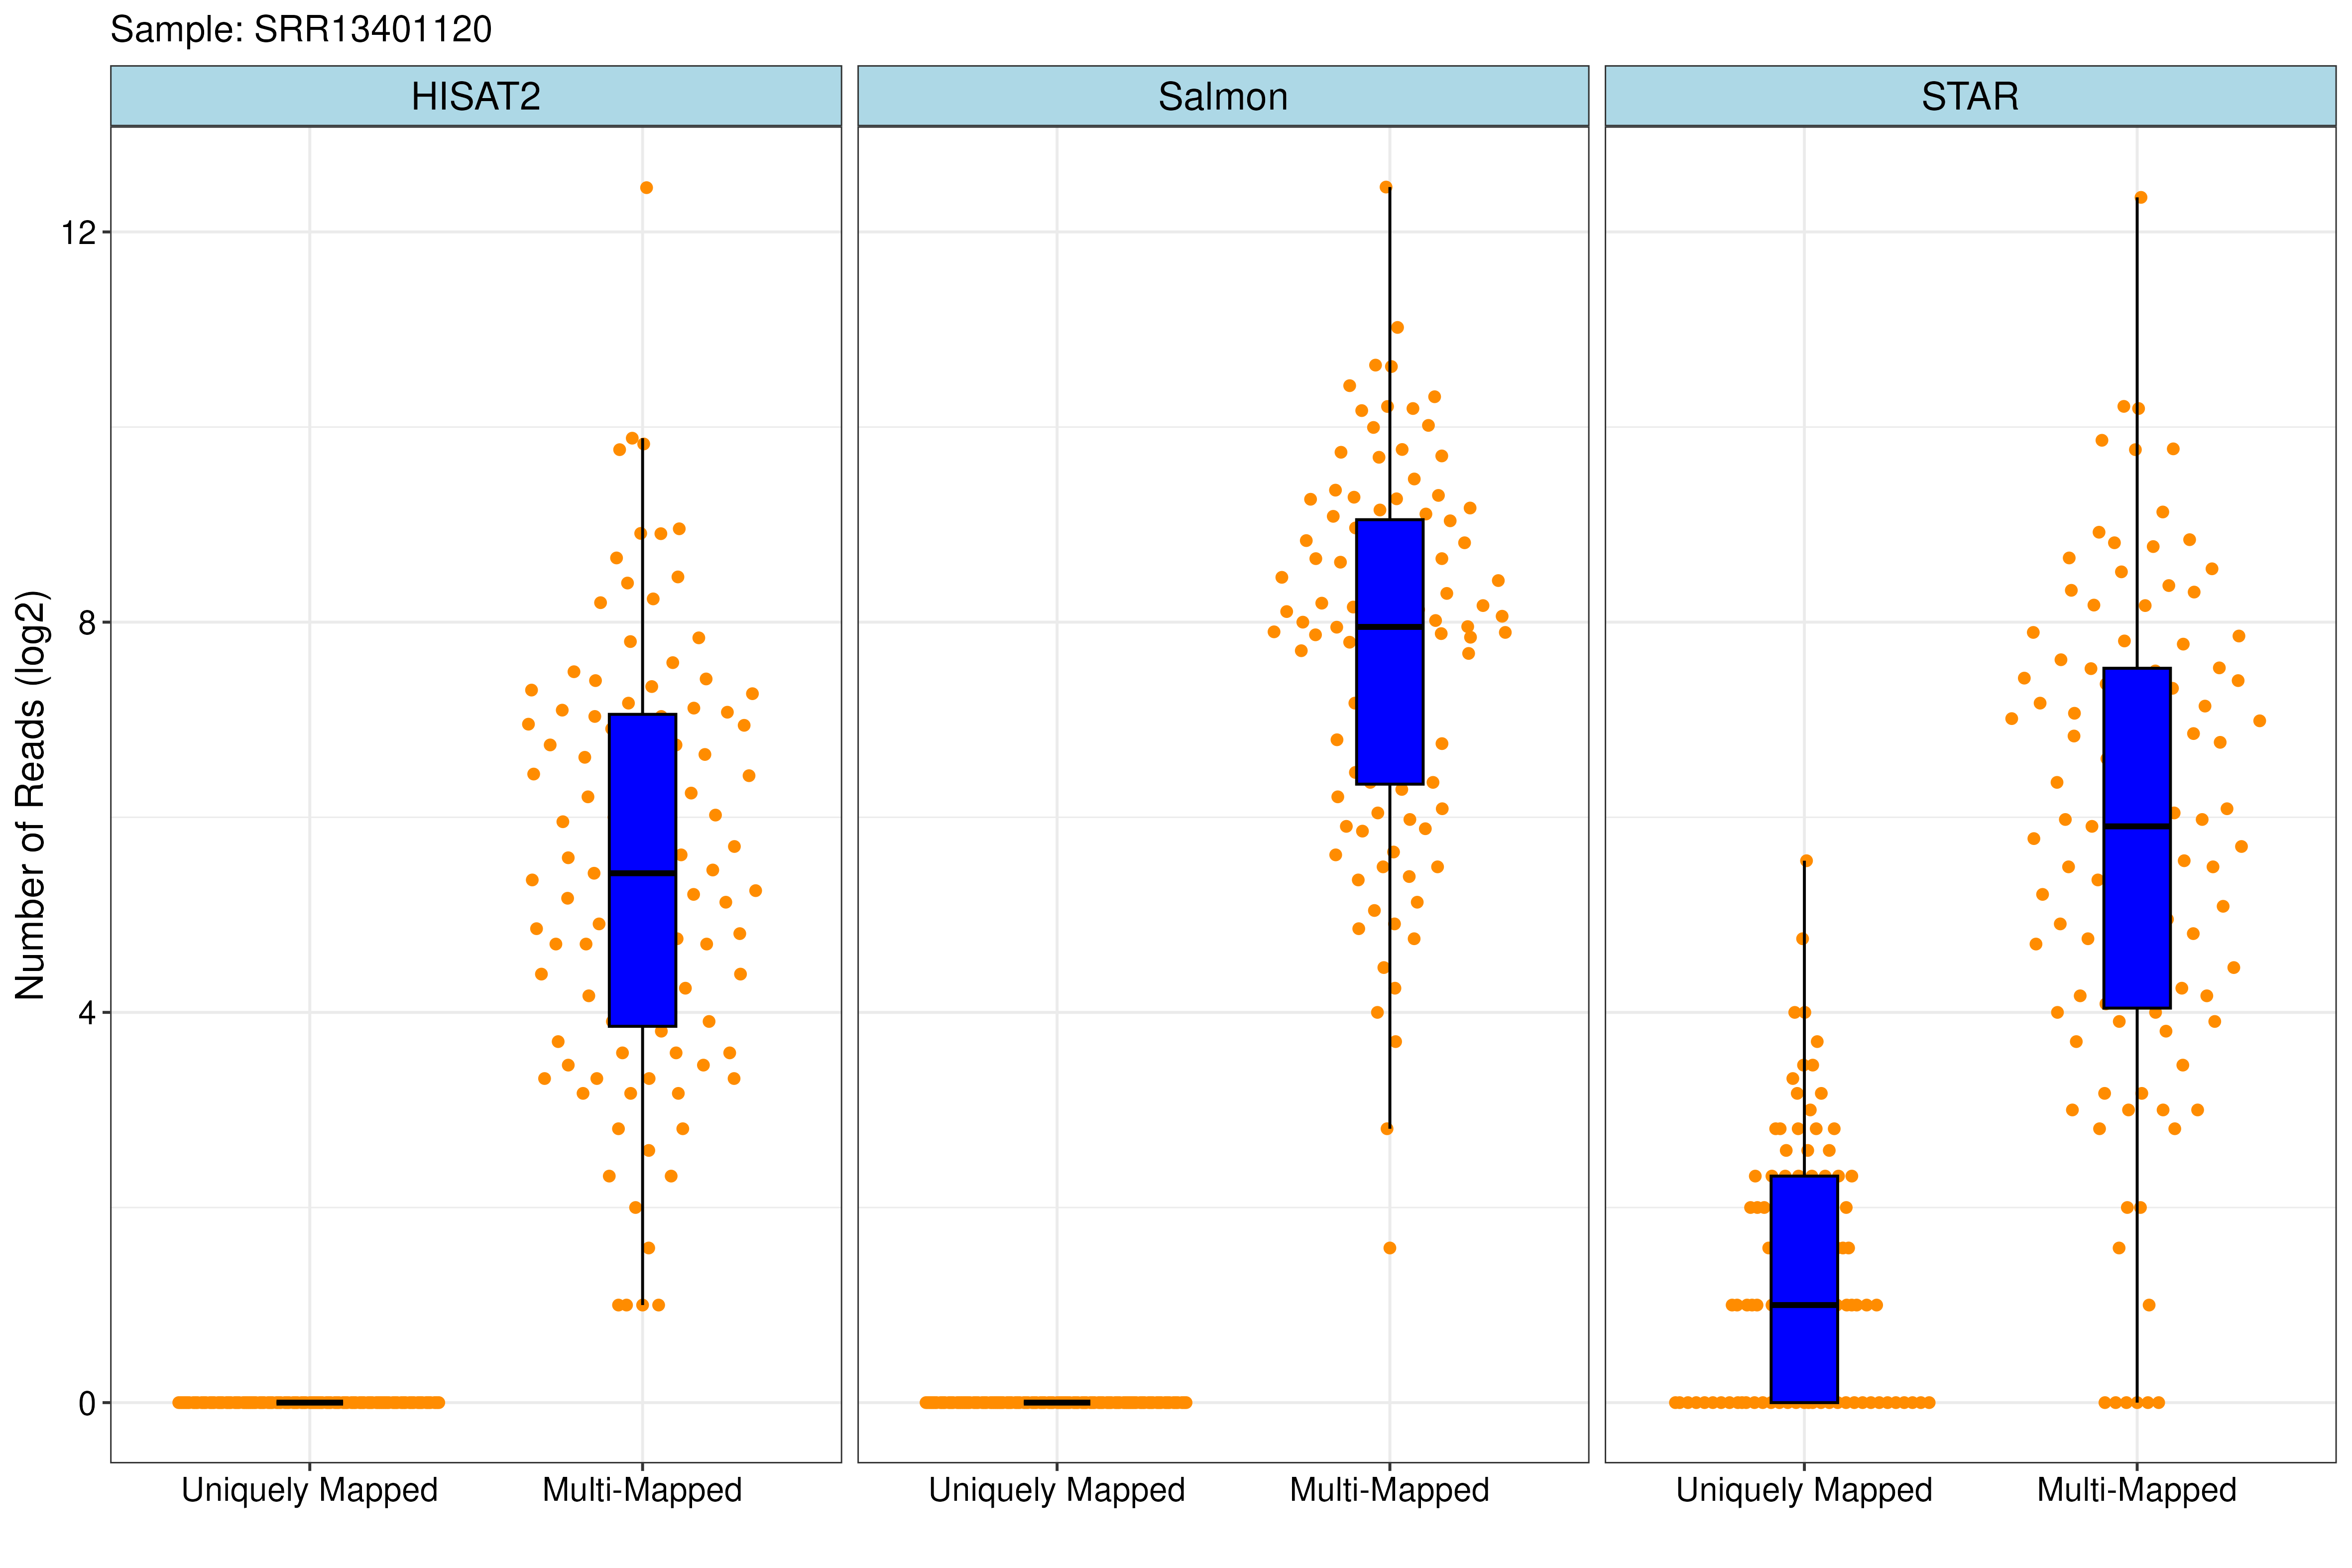 Sample: SRR13401120
HISAT2 Salmon STAR
Number of Reads (log2)
12
8
4
0
Uniquely Mapped Multi-Mapped Uniquely Mapped Multi-Mapped Uniquely Mapped Multi-Mapped